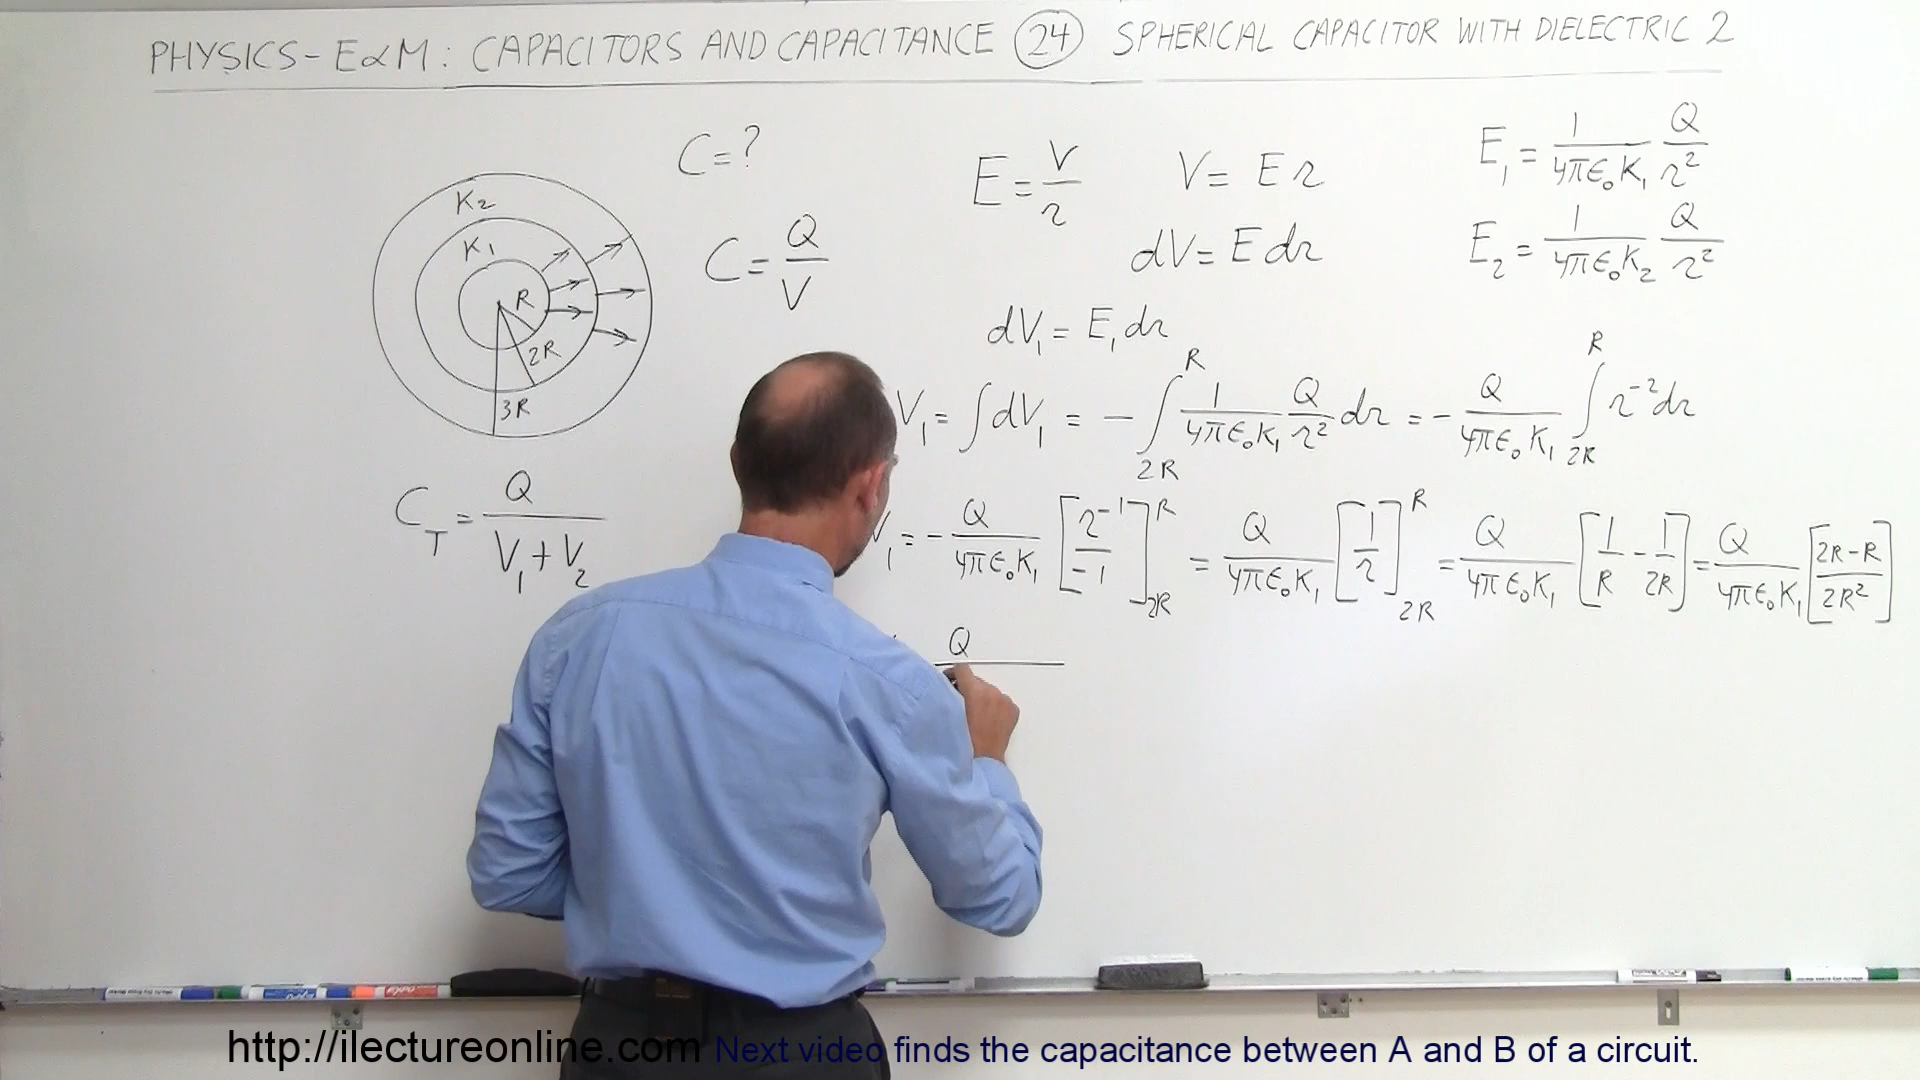 PHYSICS - E∝M : CAPACITORS AND CAPACITANCE 24 SPHERICAL CAPACITOR WITH DIELECTRIC 2
C = ?
K2
K1
R
2R
3R
C = Q/V
C_T = Q/(V₁ + V₂)
E = V/r
V = E r
dV = E dr
E₁ = 1/(4πε₀K₁) Q/r²
E₂ = 1/(4πε₀K₂) Q/r²
dV₁ = E₁ dr
V₁ = ∫ dV₁ = - ∫_{2R}^{R} 1/(4πε₀K₁) Q/r² dr = - Q/(4πε₀K₁) ∫_{2R}^{R} r⁻² dr
V₁ = - Q/(4πε₀K₁) [r⁻¹/-1]_{2R}^{R} = Q/(4πε₀K₁) [1/r]_{2R}^{R} = Q/(4πε₀K₁) [1/R - 1/2R] = Q/(4πε₀K₁) [(2R-R)/2R²]
Q
http://ilectureonline.com Next video finds the capacitance between A and B of a circuit.